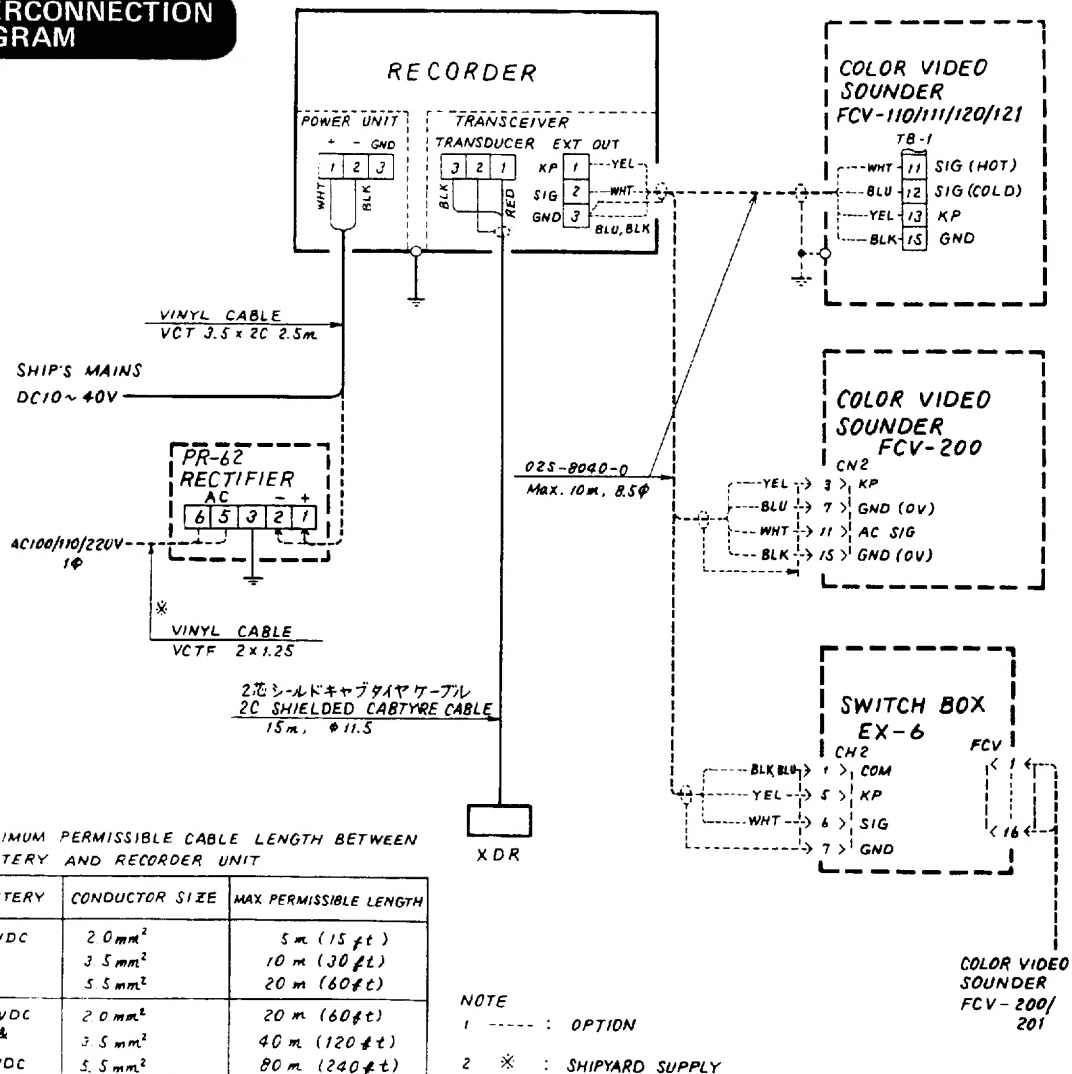 ERCONNECTION
GRAM
RECORDER
POWER UNIT
+ - GND
1 2 3
WHT
BLK
TRANSCEIVER
TRANSDUCER
3 2 1
BLK
RED
EXT OUT
KP 1 YEL
SIG 2 WHT
GND 3
BLU, BLK
COLOR VIDEO
SOUNDER
FCV-110/111/120/121
TB-1
WHT 11 SIG (HOT)
BLU 12 SIG (COLD)
YEL 13 KP
BLK 15 GND
VINYL CABLE
VCT 3.5 x 2C 2.5m
SHIP'S MAINS
DC10~40V
PR-62
RECTIFIER
AC - +
6 5 3 2 1
AC100/110/220V
1φ
※
VINYL CABLE
VCTF 2x1.25
02S-8040-0
Max. 10m, 8.5φ
COLOR VIDEO
SOUNDER
FCV-200
CN2
YEL 3 KP
BLU 7 GND (0V)
WHT 11 AC SIG
BLK 15 GND (0V)
2芯シールドキャブタイヤケーブル
2C SHIELDED CABTYRE CABLE
15m, φ11.5
XDR
SWITCH BOX
EX-6
CH2
FCV
BLK, BLU 1 COM
YEL 5 KP
WHT 6 SIG
7 GND
1
16
COLOR VIDEO
SOUNDER
FCV-200/
201
IMUM PERMISSIBLE CABLE LENGTH BETWEEN
TERY AND RECORDER UNIT
TERY CONDUCTOR SIZE MAX PERMISSIBLE LENGTH
VDC 2.0mm² 5m (15ft)
3.5mm² 10m (30ft)
5.5mm² 20m (60ft)
VDC 2.0mm² 20m (60ft)
& 3.5mm² 40m (120ft)
VDC 5.5mm² 80m (240ft)
NOTE
1 ----- : OPTION
2 ※ : SHIPYARD SUPPLY